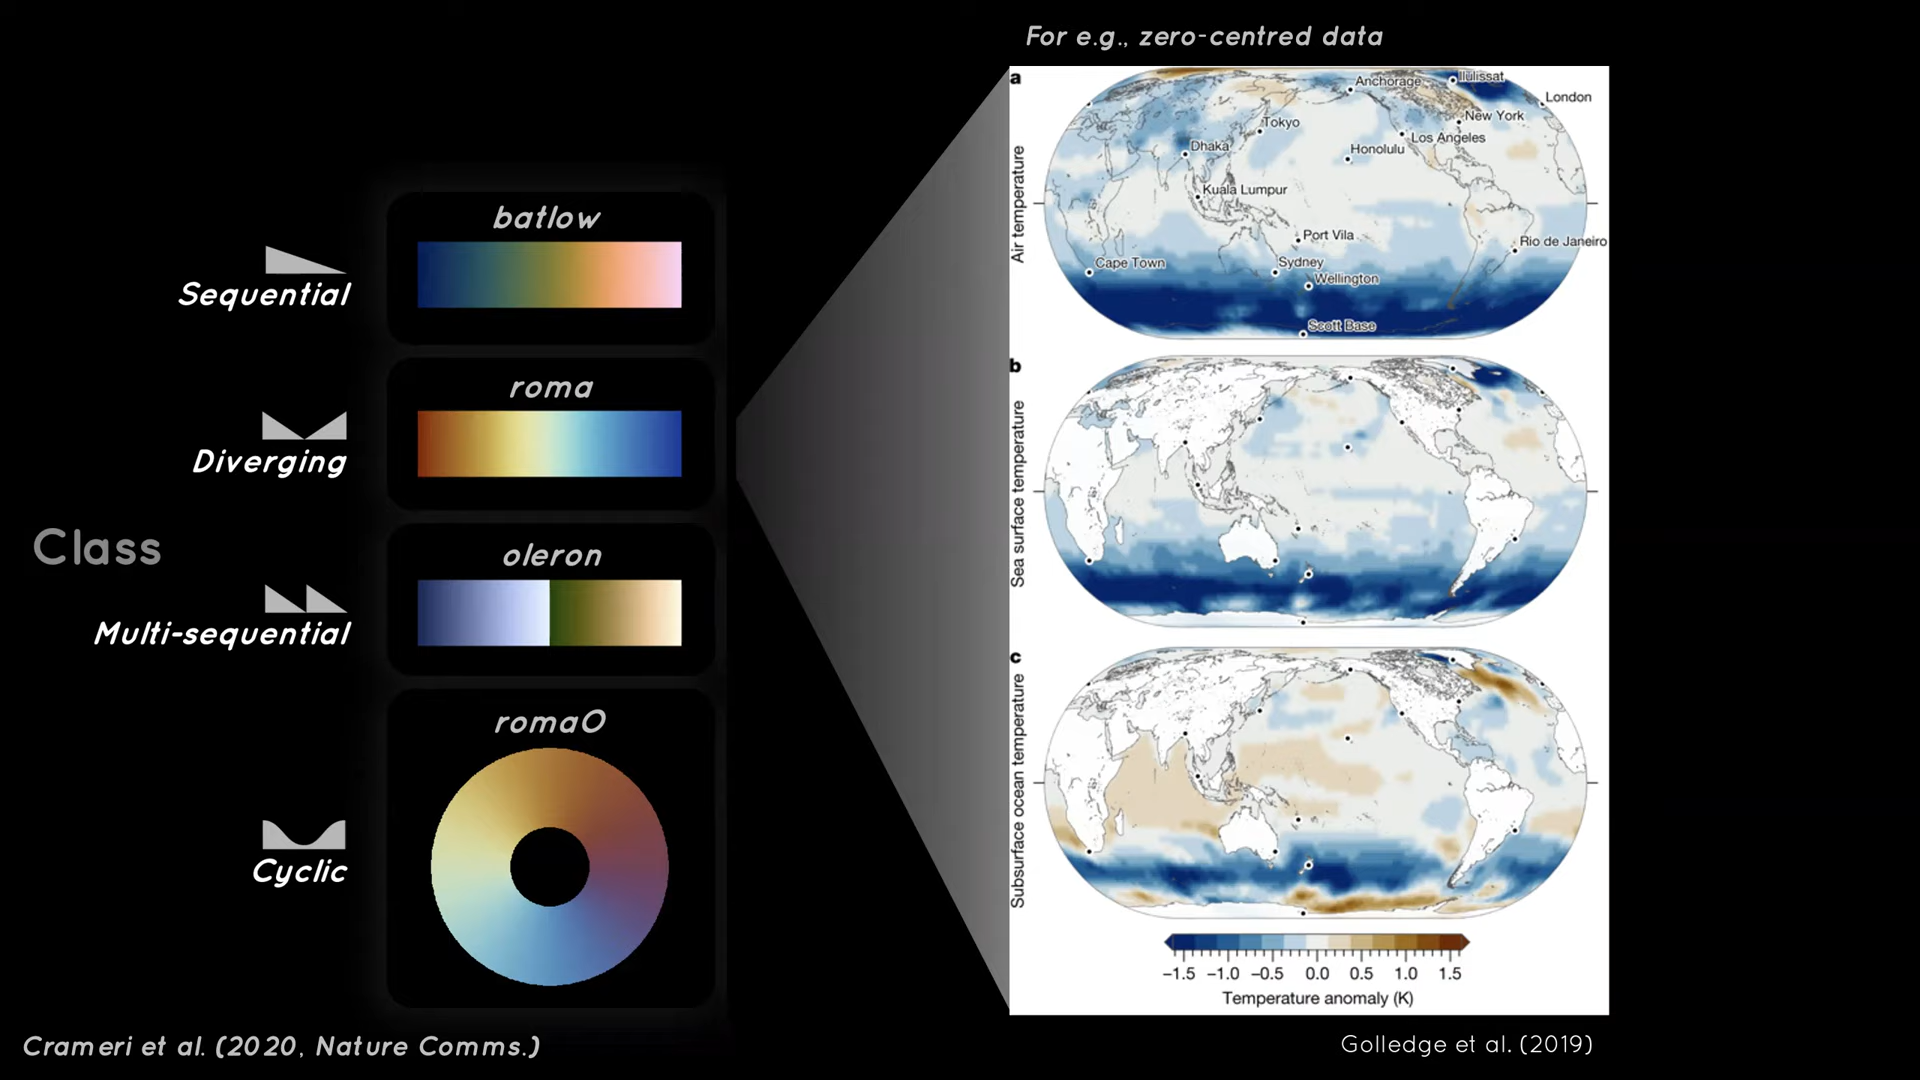 For e.g., zero-centred data
Class
Sequential
batlow
Diverging
roma
Multi-sequential
oleron
Cyclic
romaO
a
Air temperature
Anchorage
Ilulissat
London
New York
Tokyo
Los Angeles
Dhaka
Honolulu
Kuala Lumpur
Port Vila
Rio de Janeiro
Cape Town
Sydney
Wellington
Scott Base
b
Sea surface temperature
c
Subsurface ocean temperature
−1.5 −1.0 −0.5 0.0 0.5 1.0 1.5
Temperature anomaly (K)
Crameri et al. (2020, Nature Comms.)
Golledge et al. (2019)